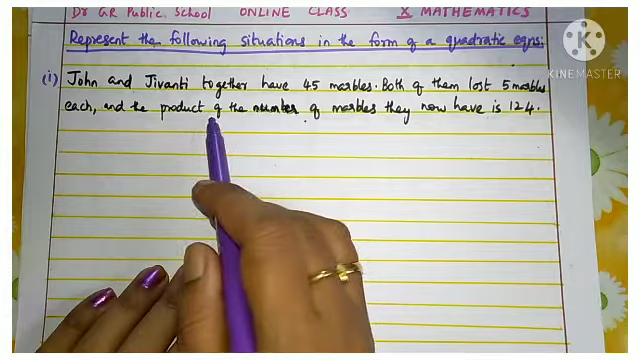 Dr GR Public School ONLINE CLASS X MATHEMATICS
Represent the following situations in the form of a quadratic eqns:
(i) John and Jivanti together have 45 marbles. Both of them lost 5 marbles
each, and the product of the number of marbles they now have is 124.
K
KINEMASTER